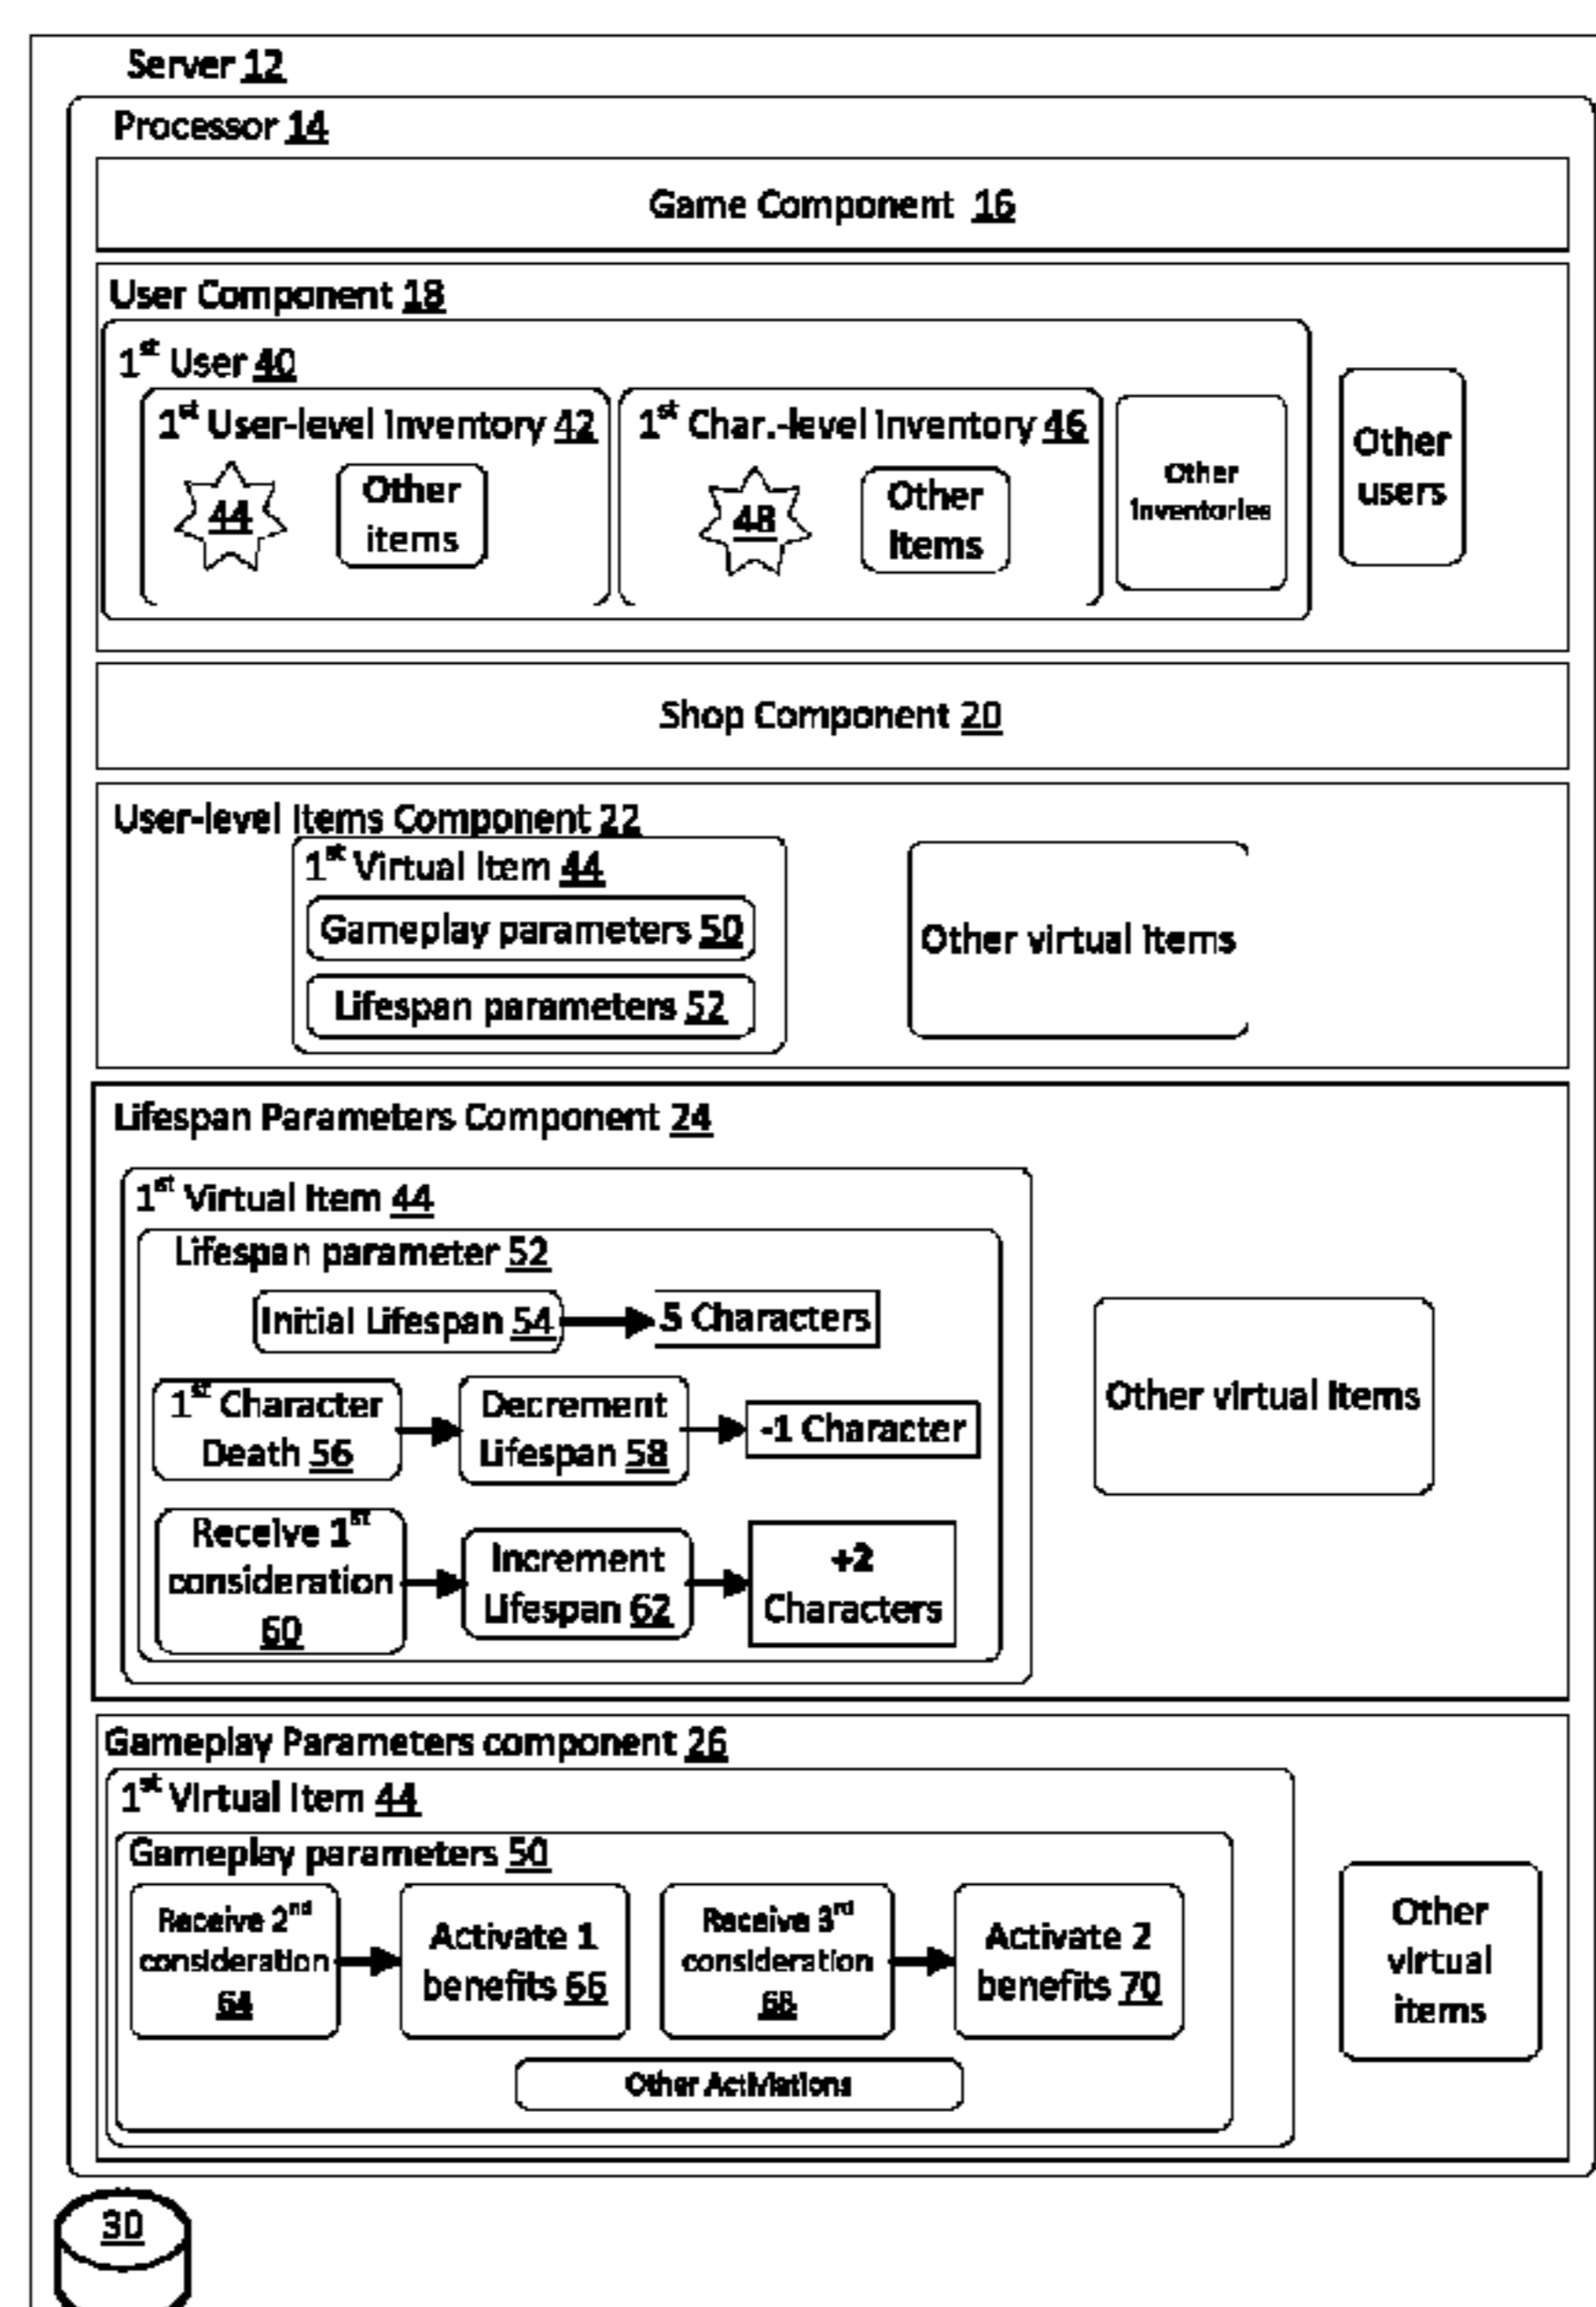 Server 12
Processor 14
Game Component 16
User Component 18
1st User 40
1st User-level Inventory 42
44
Other
items
1st Char.-level Inventory 46
48
Other
Items
Other
Inventories
Other
users
Shop Component 20
User-level Items Component 22
1st Virtual Item 44
Gameplay parameters 50
Lifespan parameters 52
Other virtual Items
Lifespan Parameters Component 24
1st Virtual Item 44
Lifespan parameter 52
Initial Lifespan 54
5 Characters
1st Character
Death 56
Decrement
Lifespan 58
-1 Character
Receive 1st
consideration
60
Increment
Lifespan 62
+2
Characters
Other virtual Items
Gameplay Parameters component 26
1st Virtual Item 44
Gameplay parameters 50
Receive 2nd
consideration
64
Activate 1
benefits 66
Receive 3rd
consideration
68
Activate 2
benefits 70
Other Activiations
Other
virtual
items
30